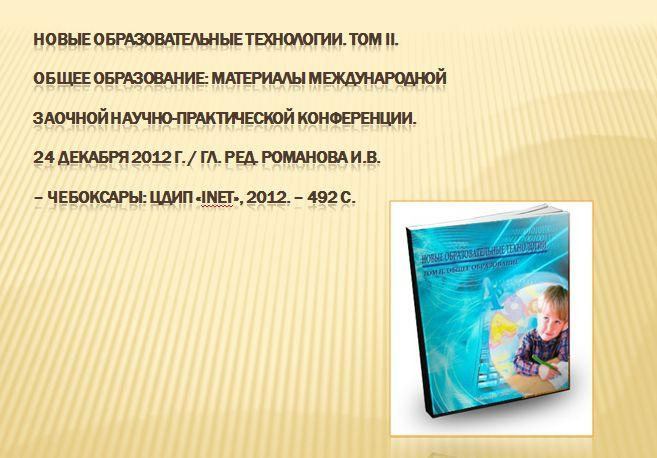 НОВЫЕ ОБРАЗОВАТЕЛЬНЫЕ ТЕХНОЛОГИИ. ТОМ II.
ОБЩЕЕ ОБРАЗОВАНИЕ: МАТЕРИАЛЫ МЕЖДУНАРОДНОЙ
ЗАОЧНОЙ НАУЧНО-ПРАКТИЧЕСКОЙ КОНФЕРЕНЦИИ.
24 ДЕКАБРЯ 2012 Г. / ГЛ. РЕД. РОМАНОВА И.В.
– ЧЕБОКСАРЫ: ЦДИП «INET», 2012. – 492 С.
НОВЫЕ ОБРАЗОВАТЕЛЬНЫЕ ТЕХНОЛОГИИ
ТОМ II. ОБЩЕЕ ОБРАЗОВАНИЕ